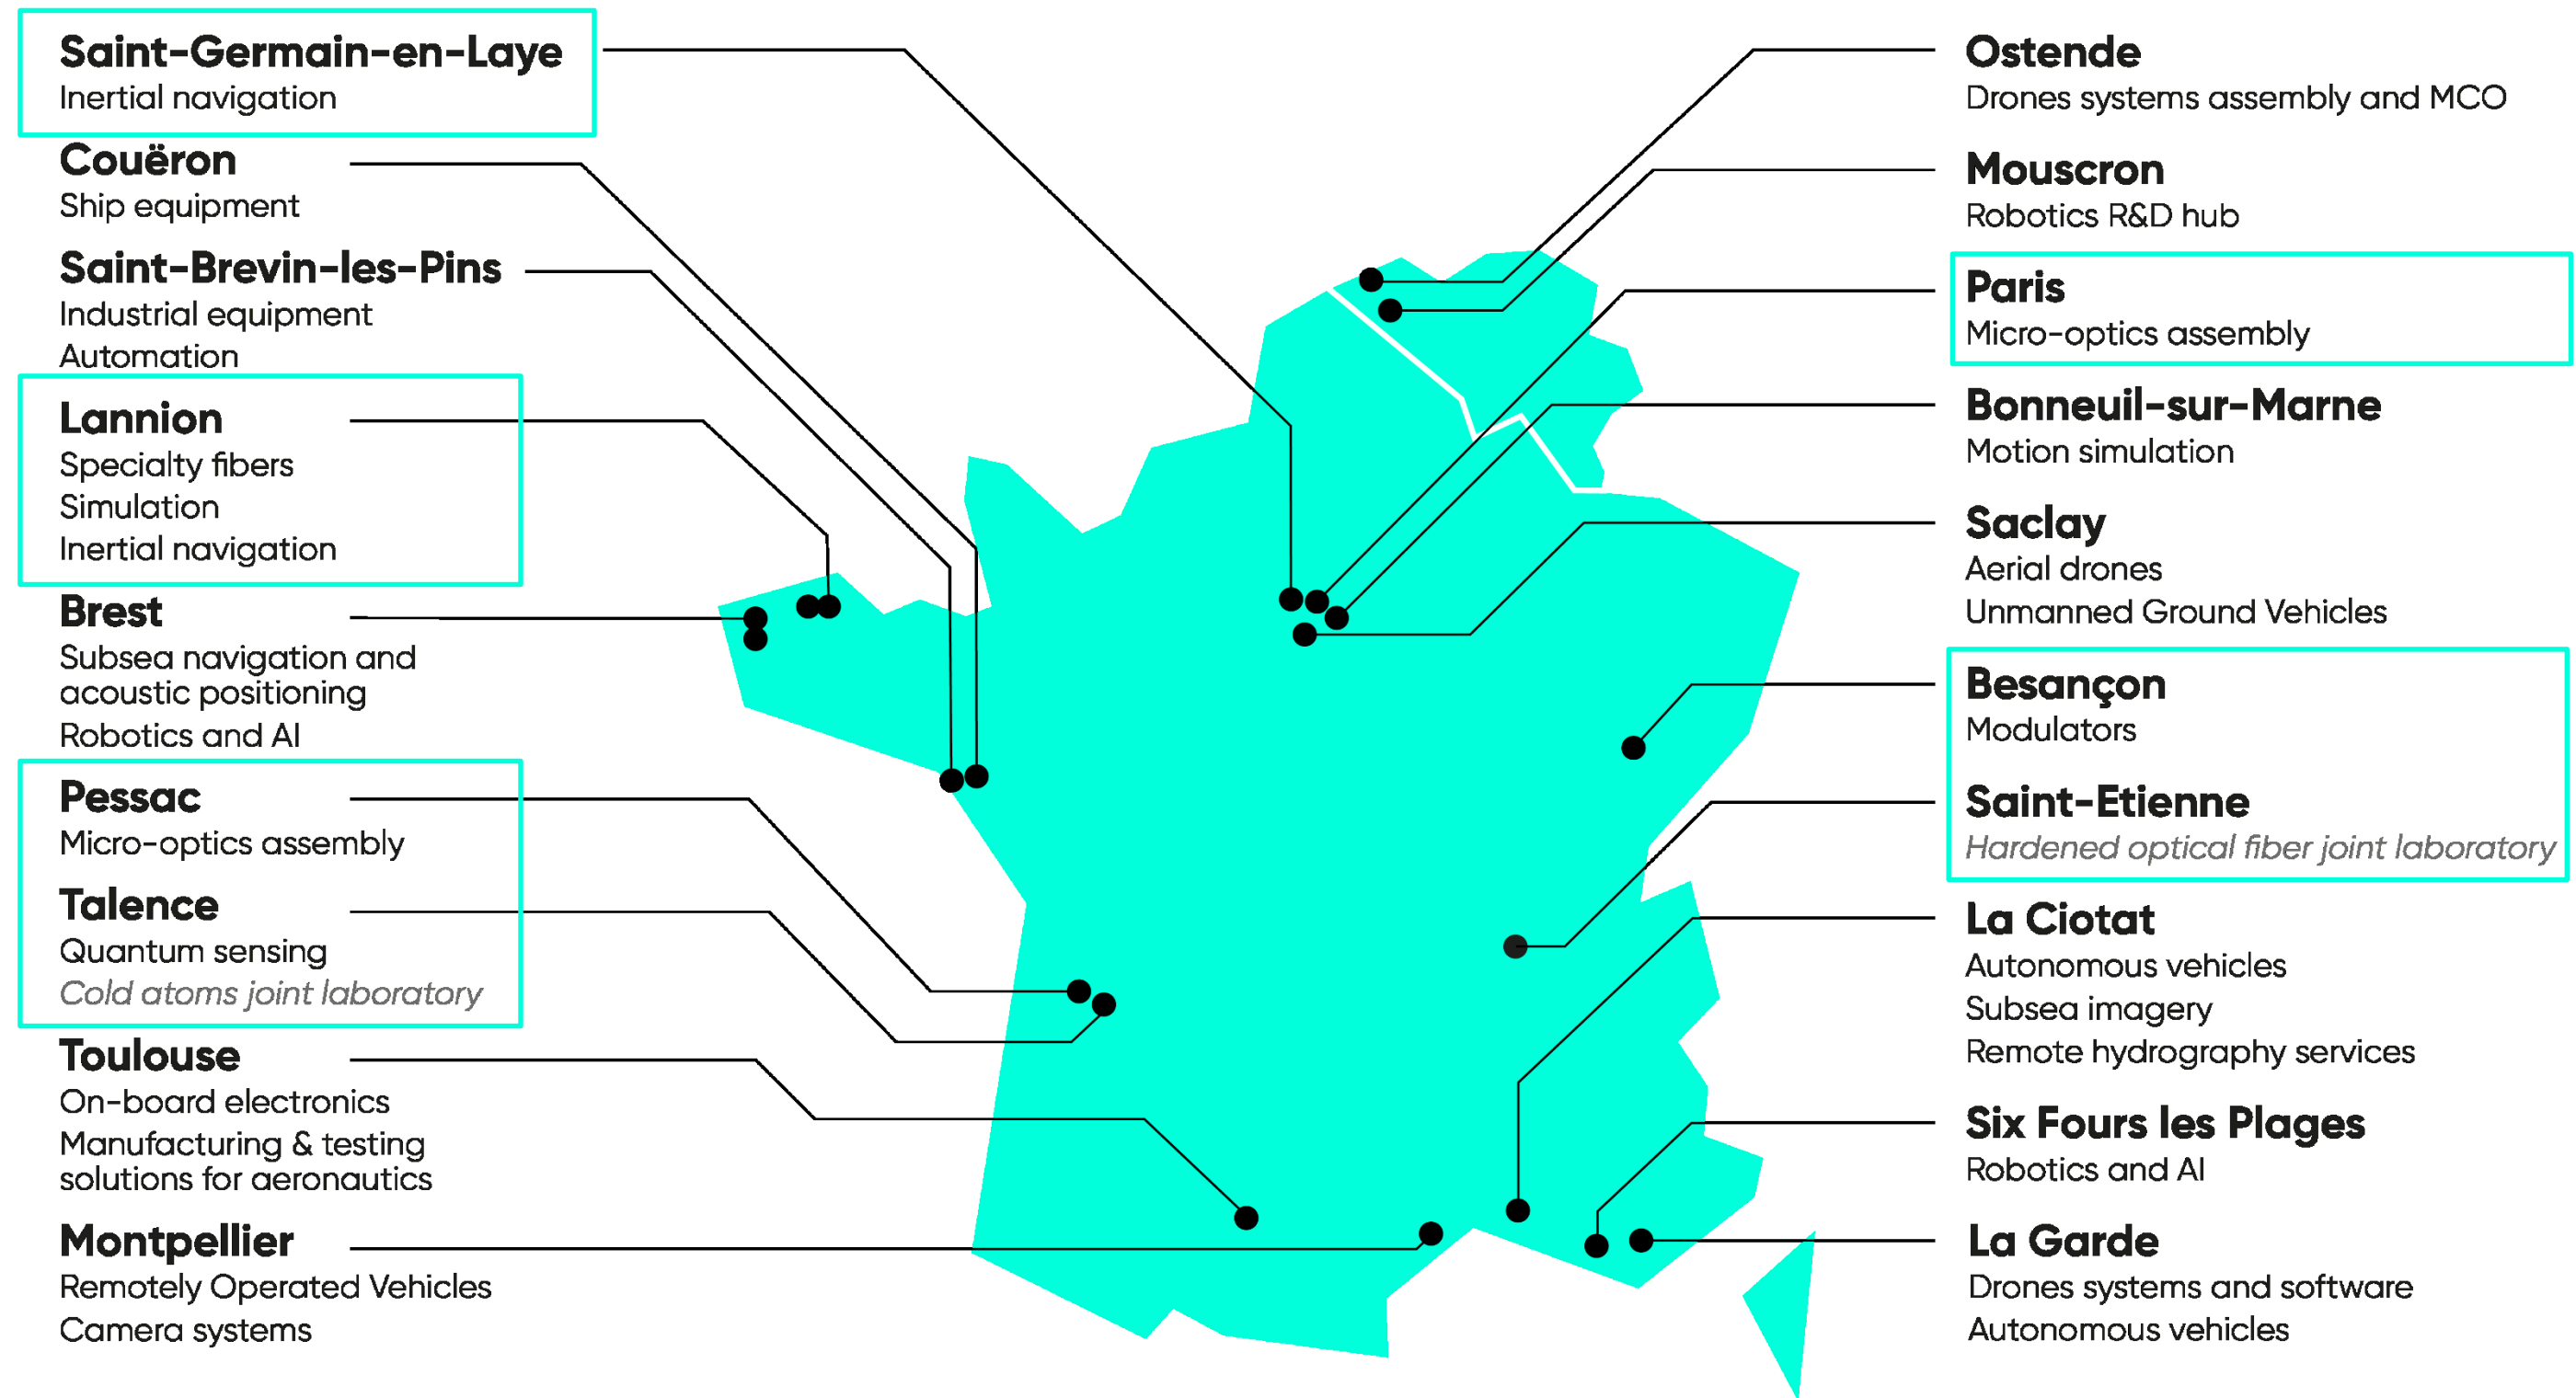 Saint-Germain-en-Laye
Inertial navigation
Couëron
Ship equipment
Saint-Brevin-les-Pins
Industrial equipment
Automation
Lannion
Specialty fibers
Simulation
Inertial navigation
Brest
Subsea navigation and
acoustic positioning
Robotics and AI
Pessac
Micro-optics assembly
Talence
Quantum sensing
Cold atoms joint laboratory
Toulouse
On-board electronics
Manufacturing & testing
solutions for aeronautics
Montpellier
Remotely Operated Vehicles
Camera systems
Ostende
Drones systems assembly and MCO
Mouscron
Robotics R&D hub
Paris
Micro-optics assembly
Bonneuil-sur-Marne
Motion simulation
Saclay
Aerial drones
Unmanned Ground Vehicles
Besançon
Modulators
Saint-Etienne
Hardened optical fiber joint laboratory
La Ciotat
Autonomous vehicles
Subsea imagery
Remote hydrography services
Six Fours les Plages
Robotics and AI
La Garde
Drones systems and software
Autonomous vehicles